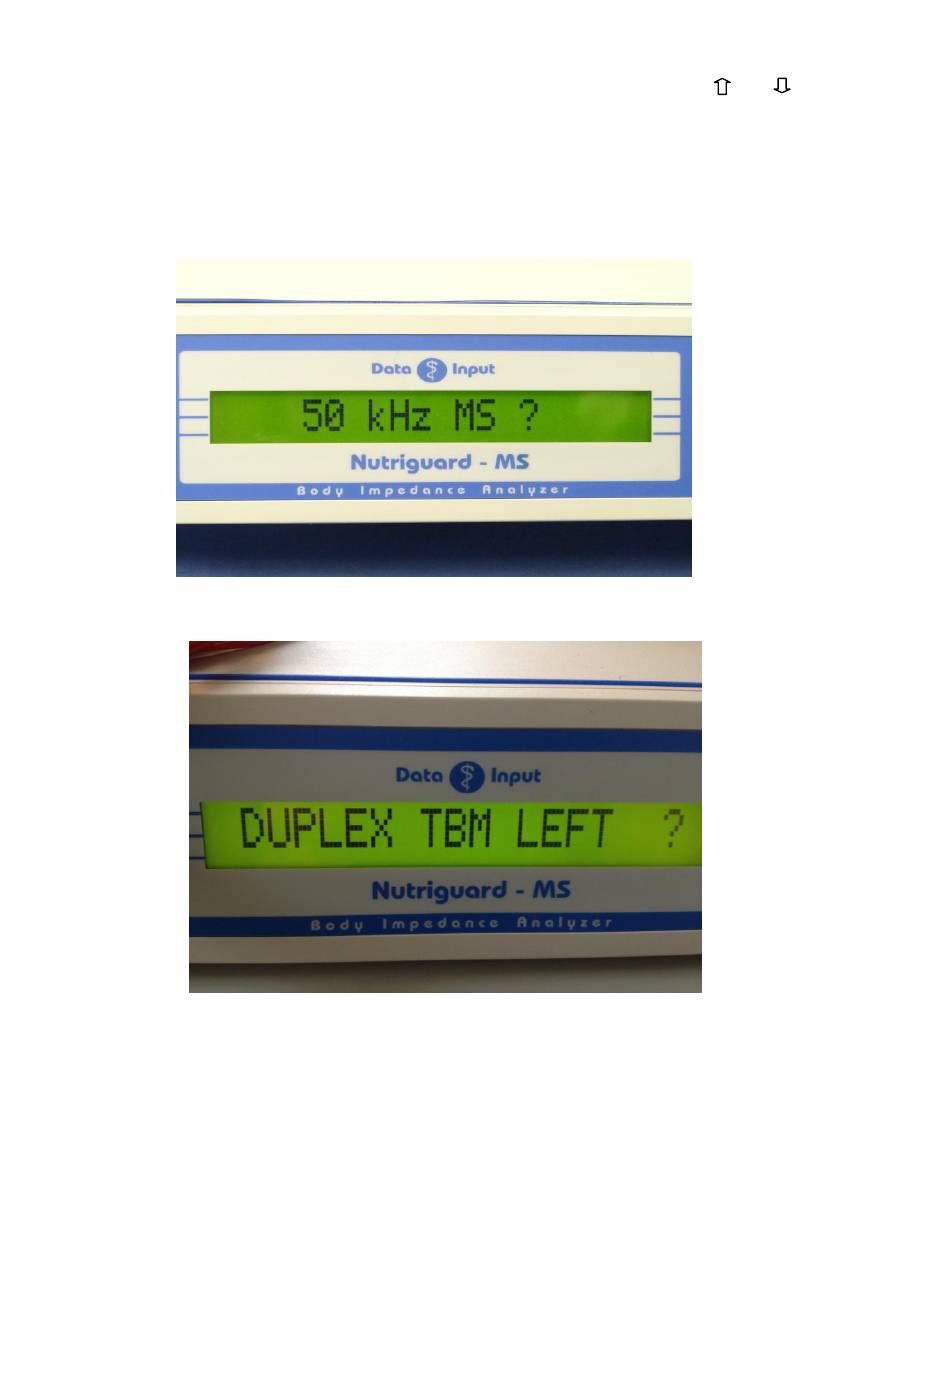 Data Input
50 kHz MS ?
Nutriguard - MS
Body Impedance Analyzer
Data Input
DUPLEX TBM LEFT ?
Nutriguard - MS
Body Impedance Analyzer